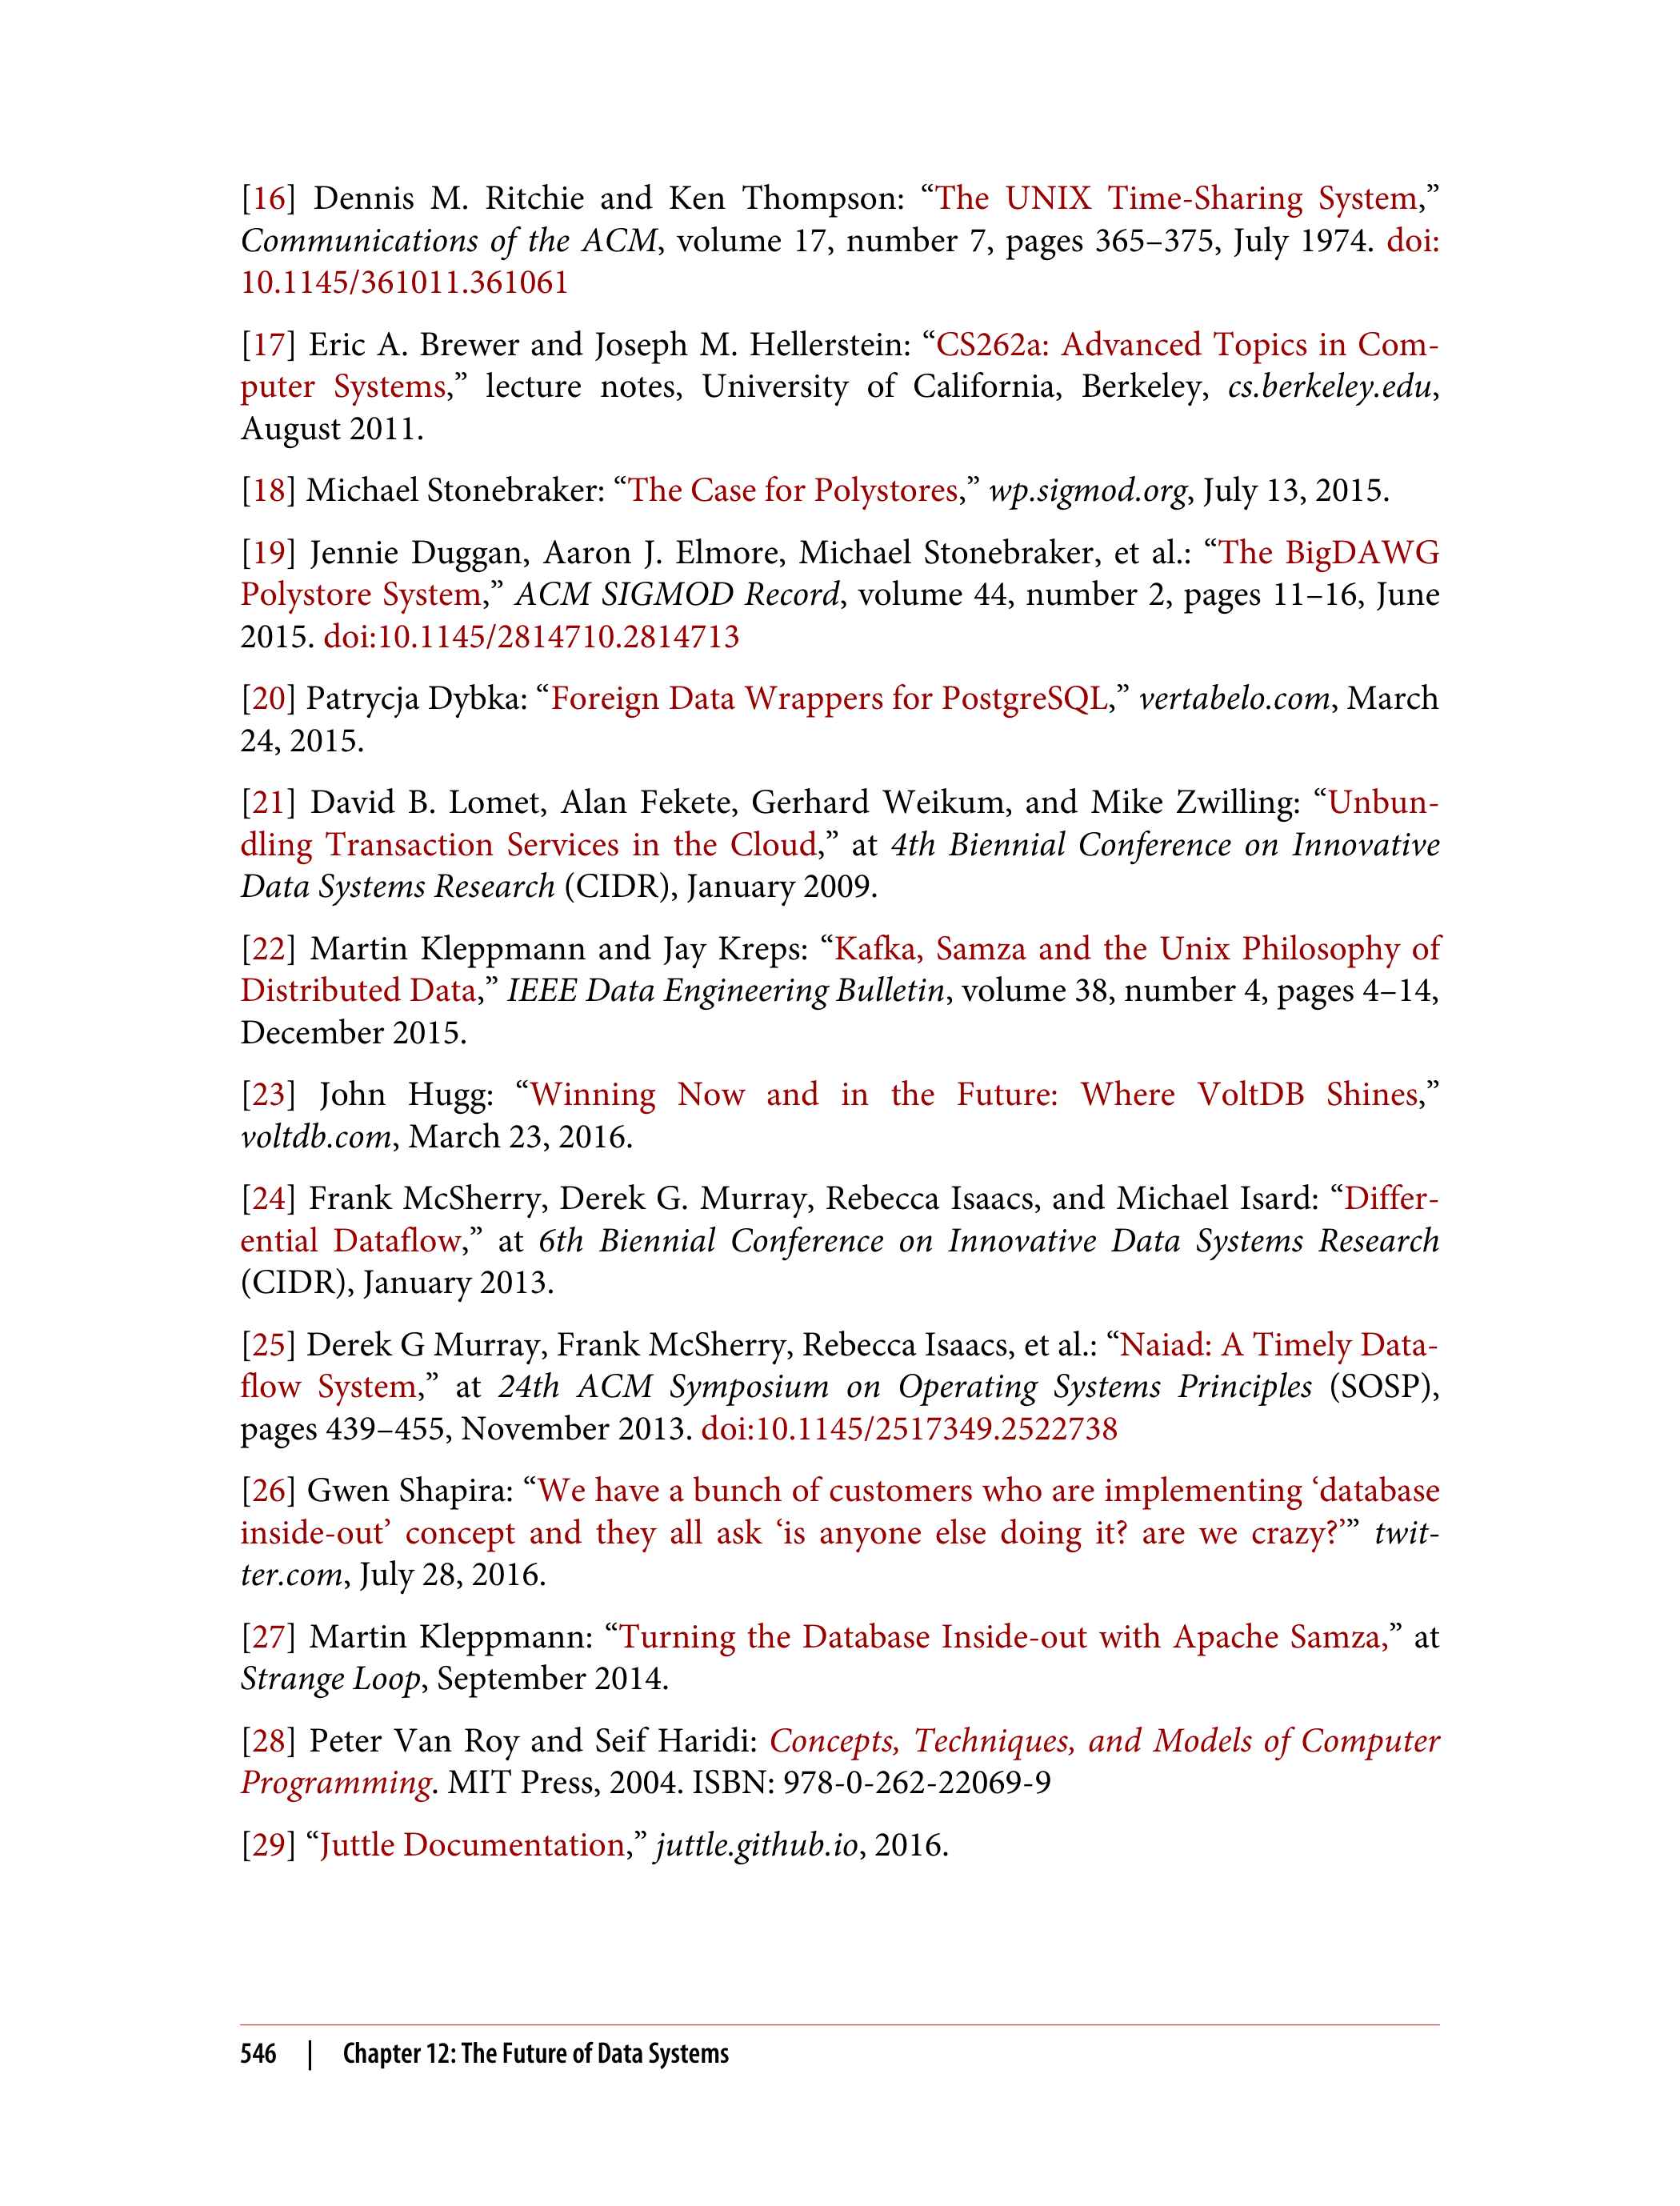 [16] Dennis M. Ritchie and Ken Thompson: “The UNIX Time-Sharing System,”
Communications of the ACM, volume 17, number 7, pages 365–375, July 1974. doi:
10.1145/361011.361061
[17] Eric A. Brewer and Joseph M. Hellerstein: “CS262a: Advanced Topics in Com-
puter Systems,” lecture notes, University of California, Berkeley, cs.berkeley.edu,
August 2011.
[18] Michael Stonebraker: “The Case for Polystores,” wp.sigmod.org, July 13, 2015.
[19] Jennie Duggan, Aaron J. Elmore, Michael Stonebraker, et al.: “The BigDAWG
Polystore System,” ACM SIGMOD Record, volume 44, number 2, pages 11–16, June
2015. doi:10.1145/2814710.2814713
[20] Patrycja Dybka: “Foreign Data Wrappers for PostgreSQL,” vertabelo.com, March
24, 2015.
[21] David B. Lomet, Alan Fekete, Gerhard Weikum, and Mike Zwilling: “Unbun-
dling Transaction Services in the Cloud,” at 4th Biennial Conference on Innovative
Data Systems Research (CIDR), January 2009.
[22] Martin Kleppmann and Jay Kreps: “Kafka, Samza and the Unix Philosophy of
Distributed Data,” IEEE Data Engineering Bulletin, volume 38, number 4, pages 4–14,
December 2015.
[23] John Hugg: “Winning Now and in the Future: Where VoltDB Shines,”
voltdb.com, March 23, 2016.
[24] Frank McSherry, Derek G. Murray, Rebecca Isaacs, and Michael Isard: “Differ-
ential Dataflow,” at 6th Biennial Conference on Innovative Data Systems Research
(CIDR), January 2013.
[25] Derek G Murray, Frank McSherry, Rebecca Isaacs, et al.: “Naiad: A Timely Data-
flow System,” at 24th ACM Symposium on Operating Systems Principles (SOSP),
pages 439–455, November 2013. doi:10.1145/2517349.2522738
[26] Gwen Shapira: “We have a bunch of customers who are implementing ‘database
inside-out’ concept and they all ask ‘is anyone else doing it? are we crazy?’” twit-
ter.com, July 28, 2016.
[27] Martin Kleppmann: “Turning the Database Inside-out with Apache Samza,” at
Strange Loop, September 2014.
[28] Peter Van Roy and Seif Haridi: Concepts, Techniques, and Models of Computer
Programming. MIT Press, 2004. ISBN: 978-0-262-22069-9
[29] “Juttle Documentation,” juttle.github.io, 2016.
546 | Chapter 12: The Future of Data Systems